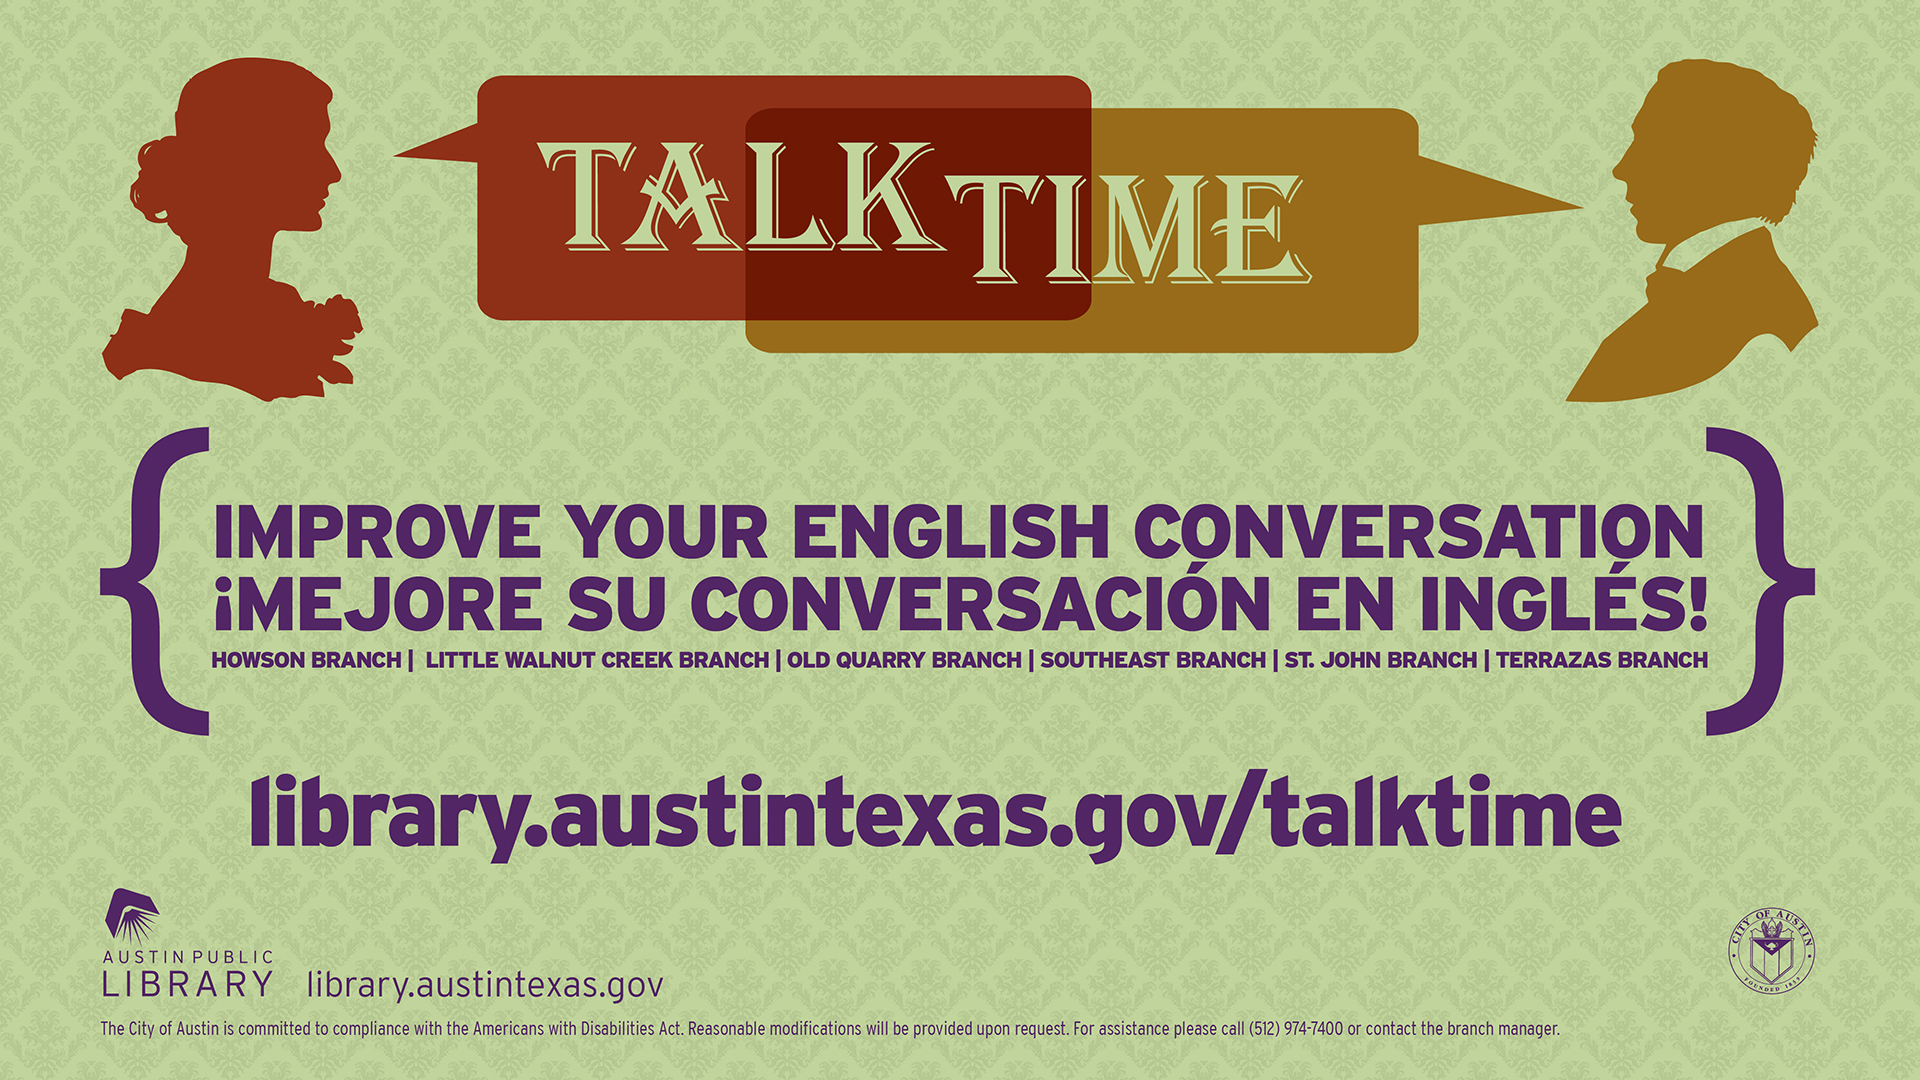 TALK TIME
IMPROVE YOUR ENGLISH CONVERSATION
¡MEJORE SU CONVERSACIÓN EN INGLÉS!
HOWSON BRANCH | LITTLE WALNUT CREEK BRANCH | OLD QUARRY BRANCH | SOUTHEAST BRANCH | ST. JOHN BRANCH | TERRAZAS BRANCH
library.austintexas.gov/talktime
AUSTIN PUBLIC
LIBRARY
library.austintexas.gov
CITY OF AUSTIN
FOUNDED 1839
The City of Austin is committed to compliance with the Americans with Disabilities Act. Reasonable modifications will be provided upon request. For assistance please call (512) 974-7400 or contact the branch manager.